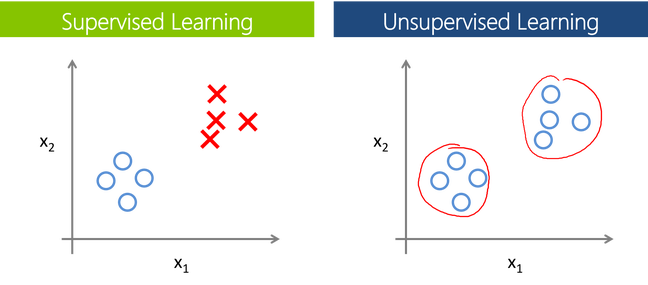 Supervised Learning
x2
x1
Unsupervised Learning
x2
x1